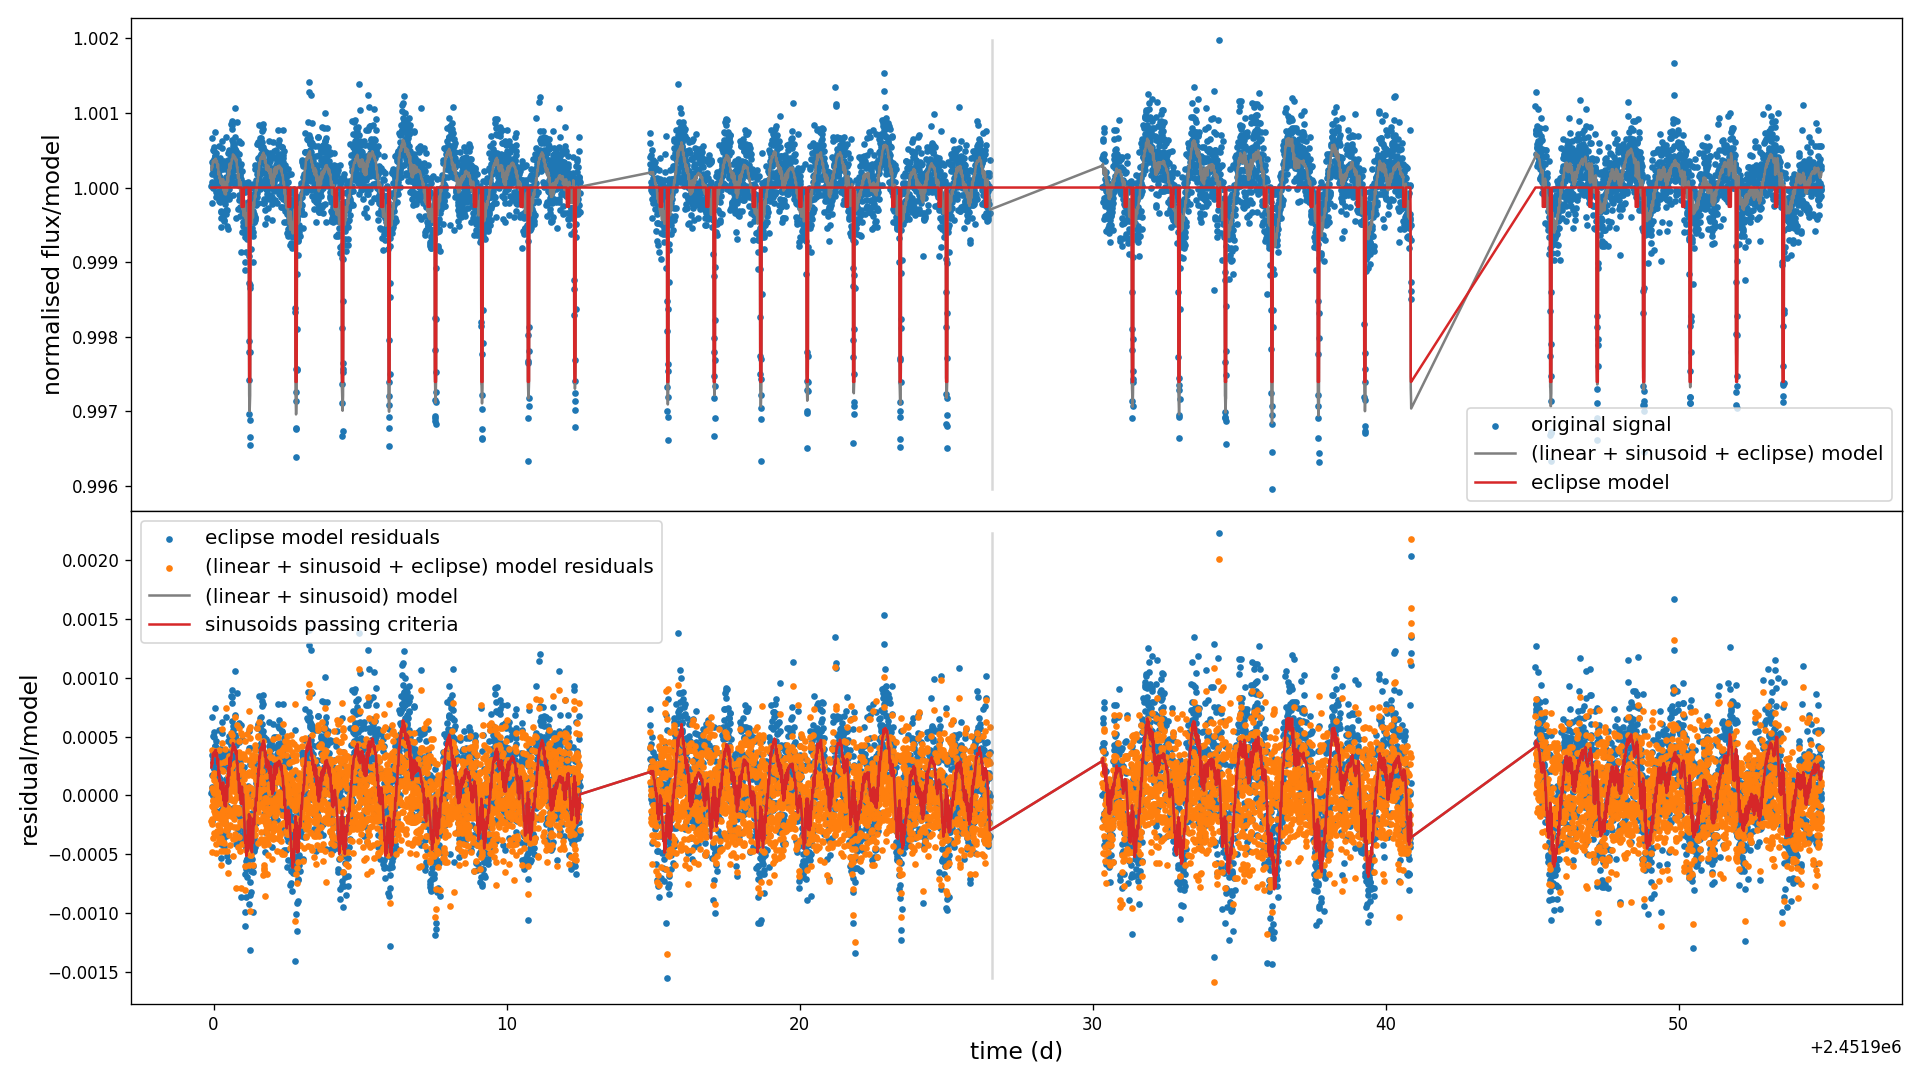 normalised flux/model
1.002
1.001
1.000
0.999
0.998
0.997
0.996
original signal
(linear + sinusoid + eclipse) model
eclipse model
residual/model
0.0020
0.0015
0.0010
0.0005
0.0000
−0.0005
−0.0010
−0.0015
eclipse model residuals
(linear + sinusoid + eclipse) model residuals
(linear + sinusoid) model
sinusoids passing criteria
0 10 20 30 40 50
time (d)
+2.4519e6